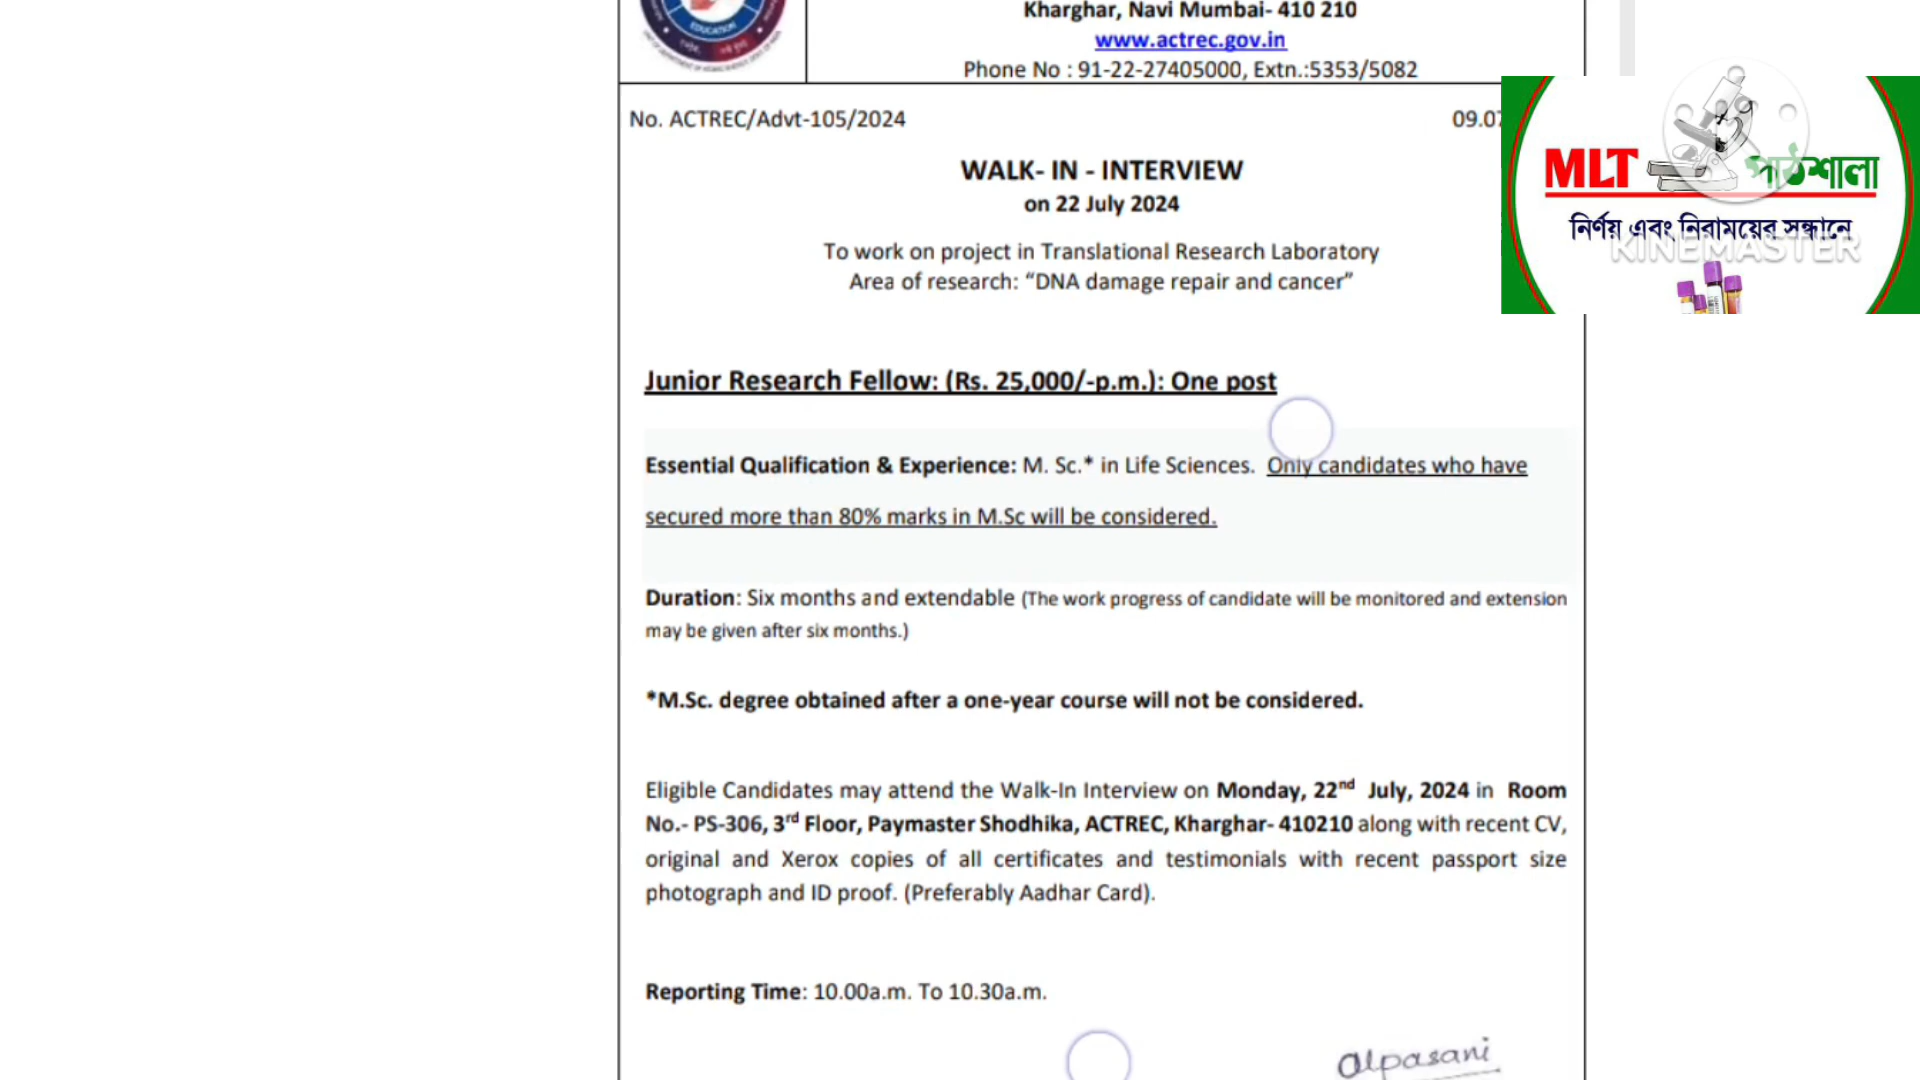 EDUCATION
Kharghar, Navi Mumbai- 410 210
www.actrec.gov.in
Phone No : 91-22-27405000, Extn.:5353/5082
No. ACTREC/Advt-105/2024
09.07
WALK- IN - INTERVIEW
on 22 July 2024
To work on project in Translational Research Laboratory
Area of research: “DNA damage repair and cancer”
MLT পাঠশালা
নির্ণয় এবং নিরাময়ের সন্ধানে
KINEMASTER
Junior Research Fellow: (Rs. 25,000/-p.m.): One post
Essential Qualification & Experience: M. Sc.* in Life Sciences. Only candidates who have
secured more than 80% marks in M.Sc will be considered.
Duration: Six months and extendable (The work progress of candidate will be monitored and extension
may be given after six months.)
*M.Sc. degree obtained after a one-year course will not be considered.
Eligible Candidates may attend the Walk-In Interview on Monday, 22nd July, 2024 in Room
No.- PS-306, 3rd Floor, Paymaster Shodhika, ACTREC, Kharghar- 410210 along with recent CV,
original and Xerox copies of all certificates and testimonials with recent passport size
photograph and ID proof. (Preferably Aadhar Card).
Reporting Time: 10.00a.m. To 10.30a.m.